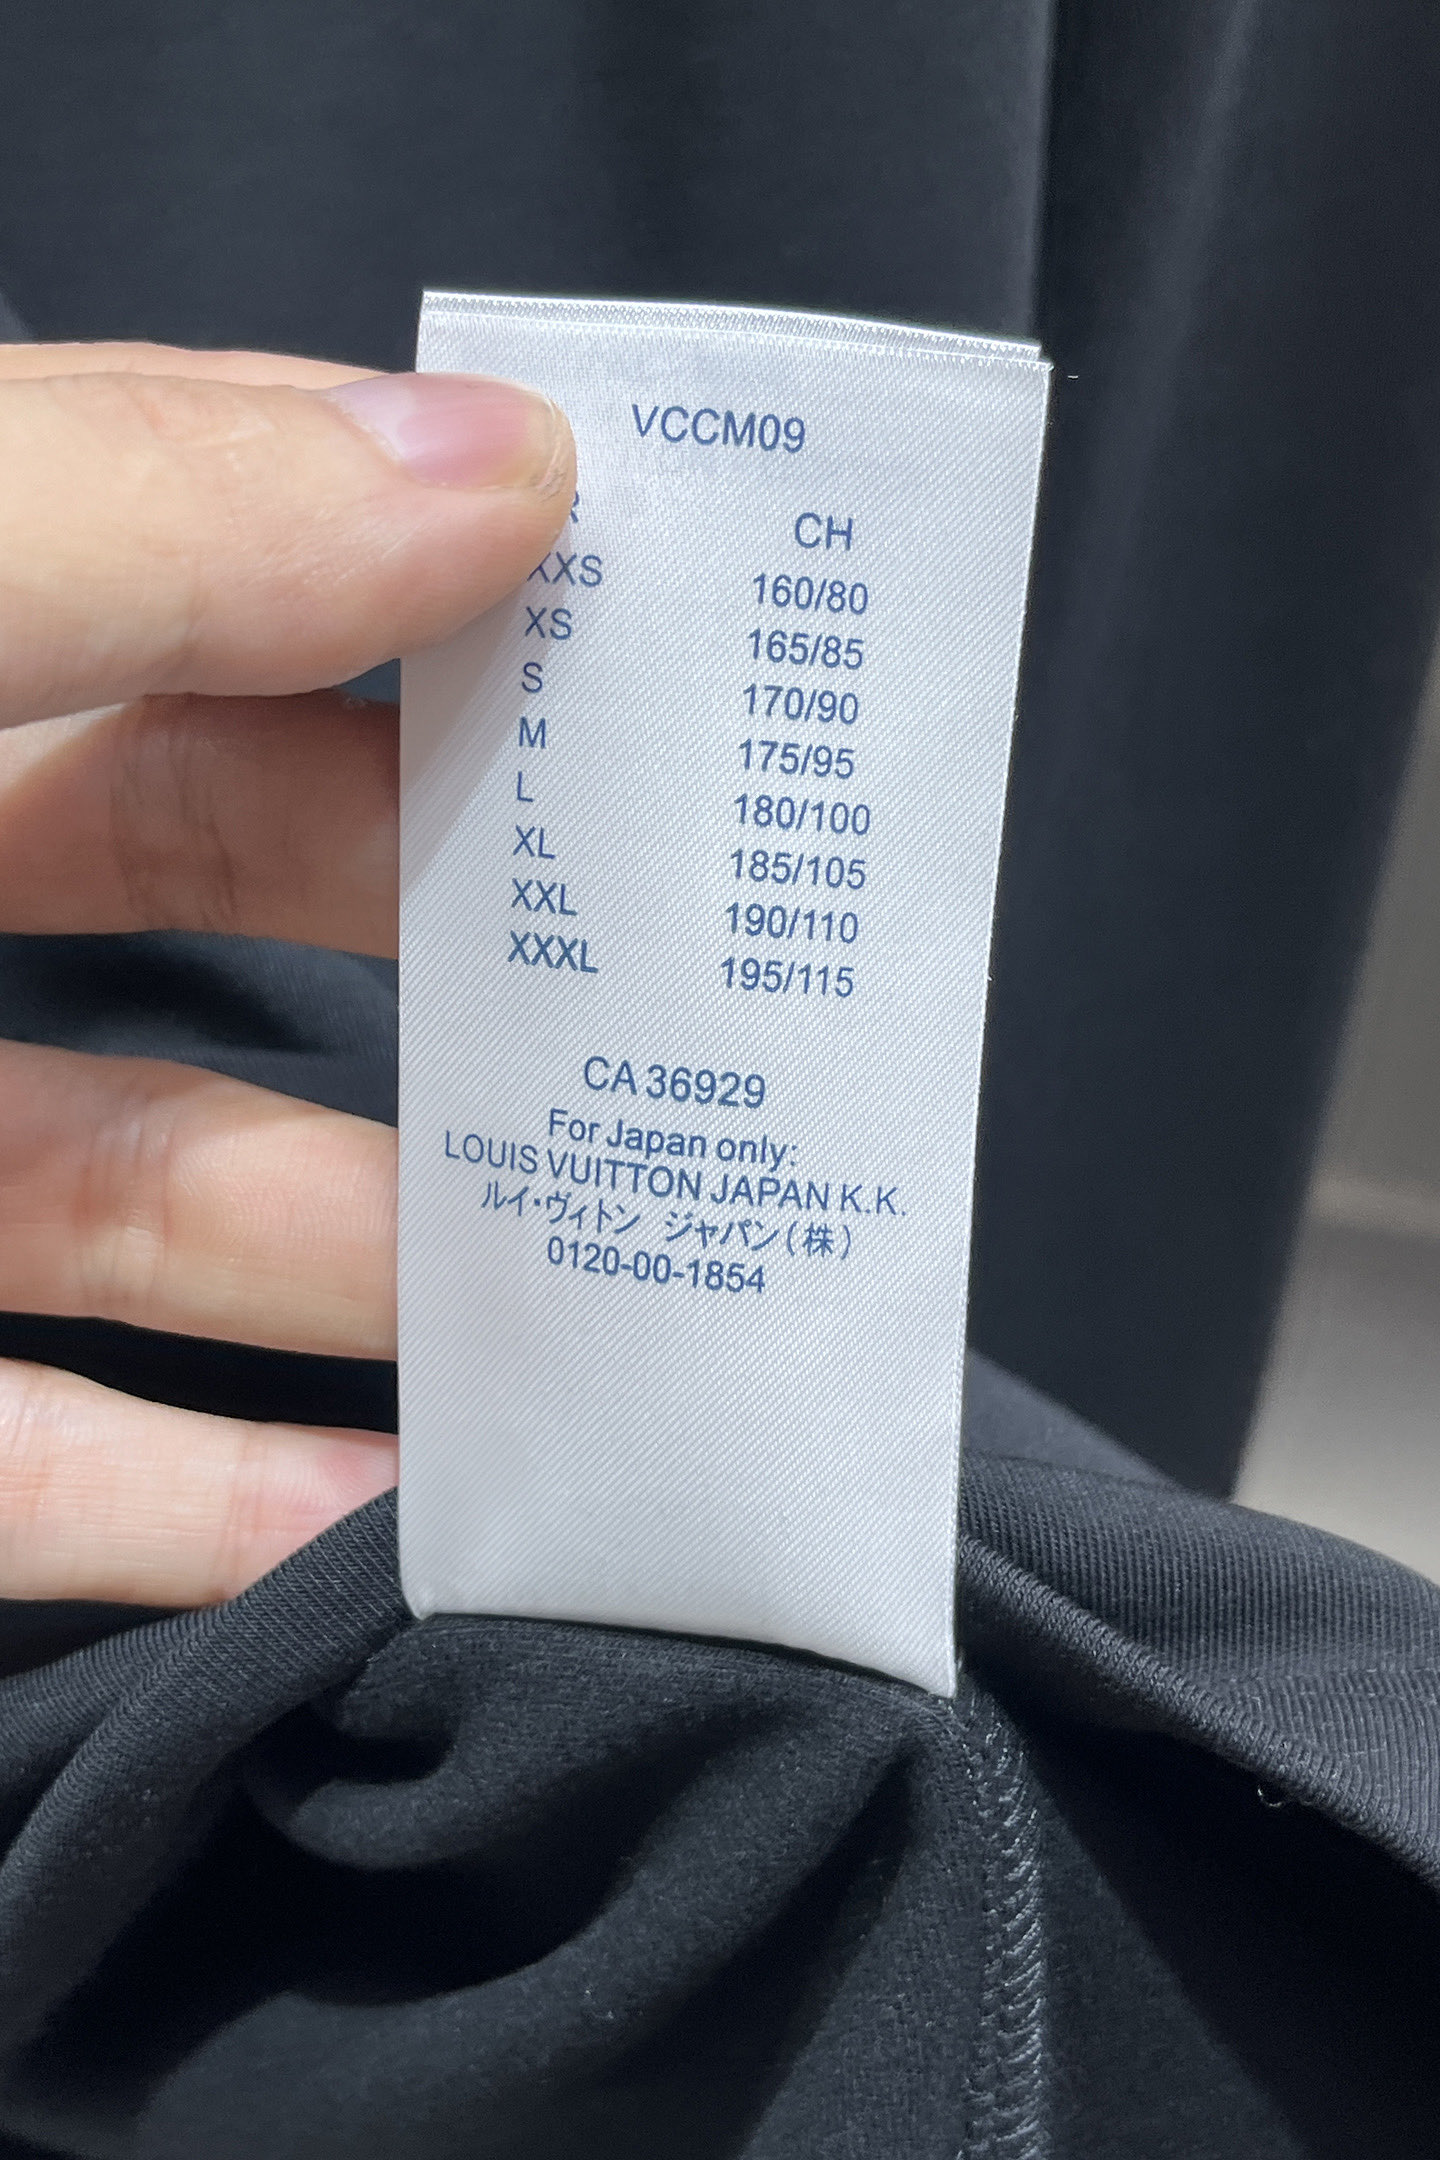 VCCM09
CH
XXS 160/80
XS 165/85
S 170/90
M 175/95
L 180/100
XL 185/105
XXL 190/110
XXXL 195/115
CA 36929
For Japan only:
LOUIS VUITTON JAPAN K.K.
ルイ・ヴィトン ジャパン(株)
0120-00-1854